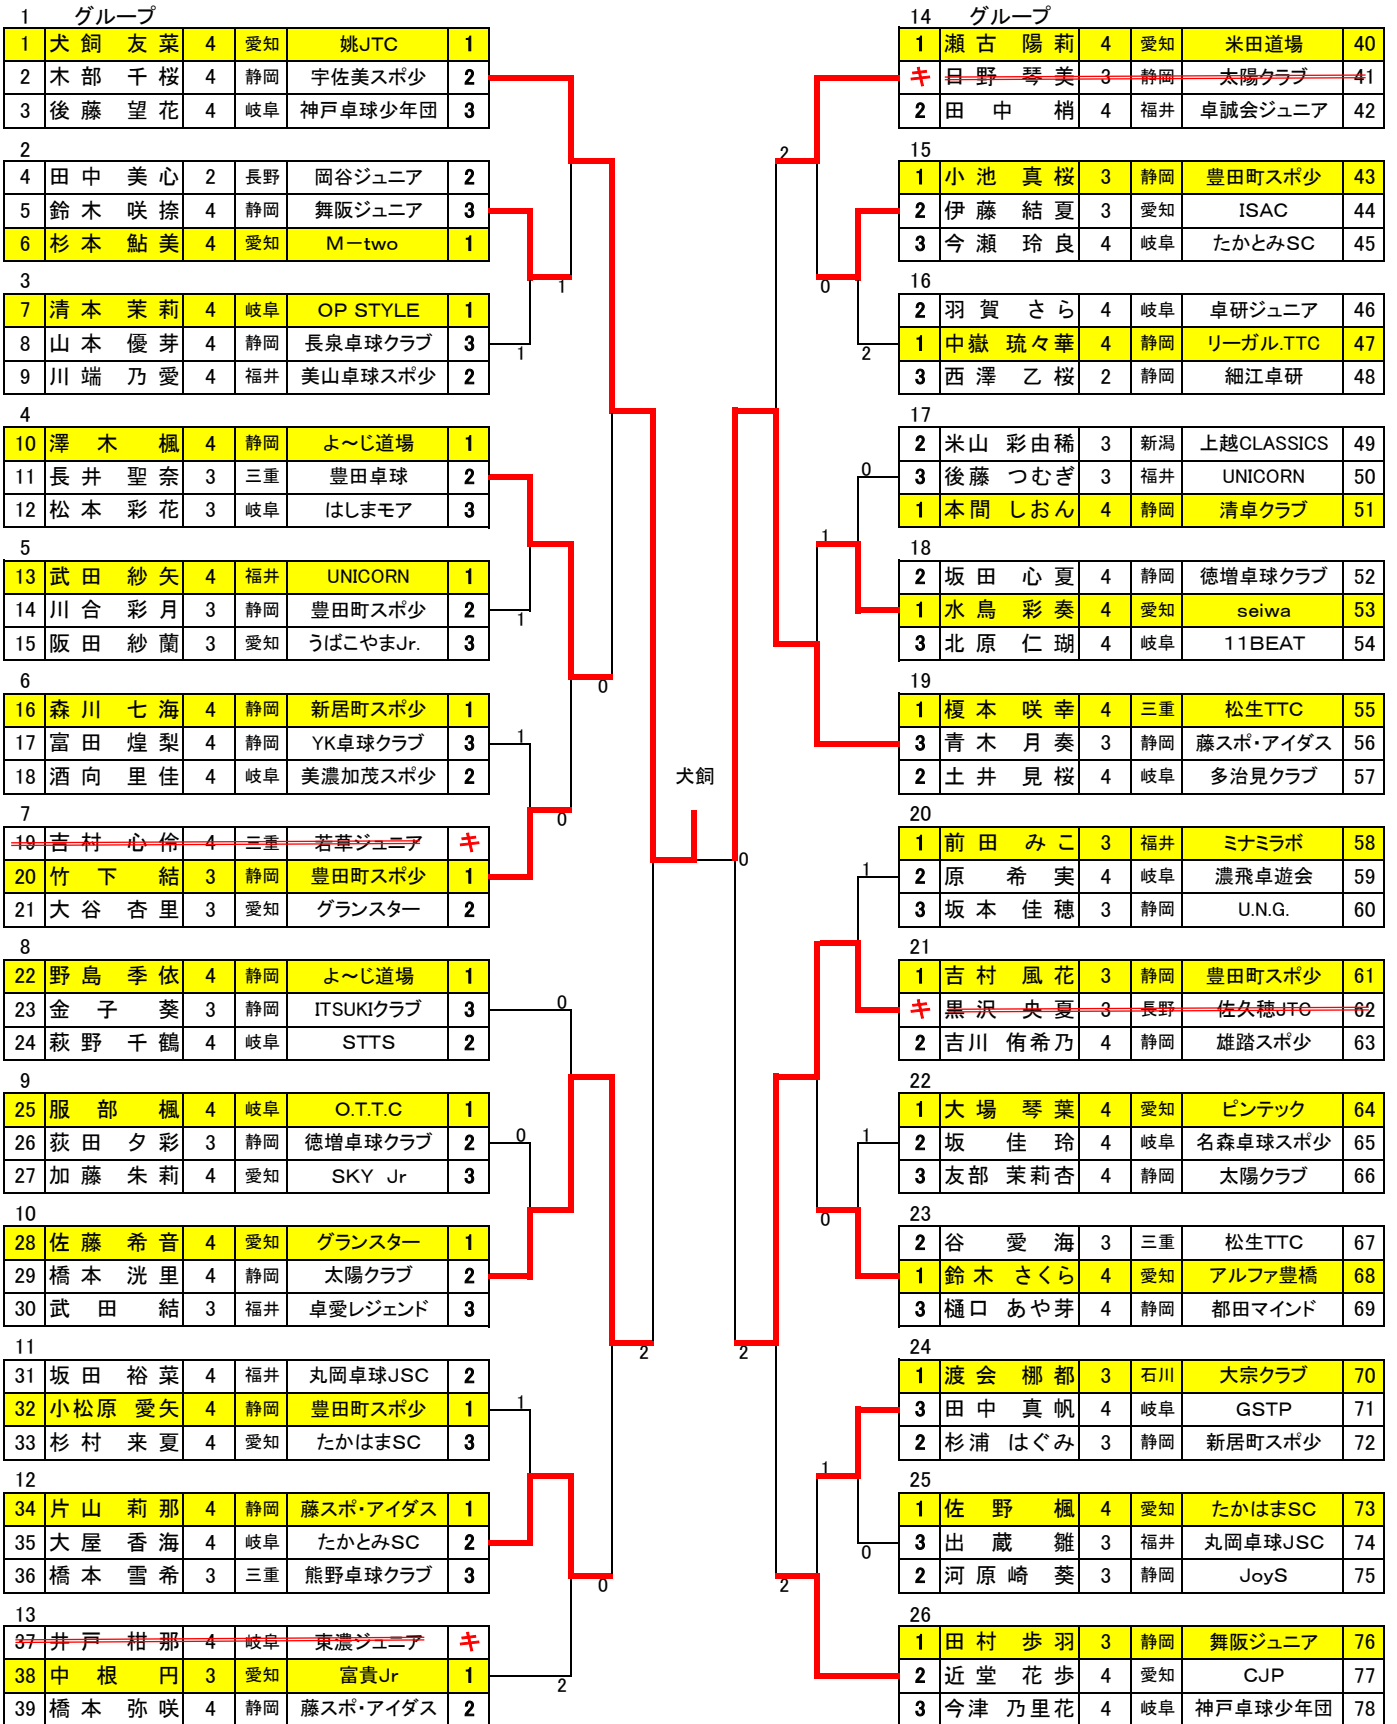 1 グループ
1 犬飼 友菜 4 愛知 姚JTC 1
2 木部 千桜 4 静岡 宇佐美スポ少 2
3 後藤 望花 4 岐阜 神戸卓球少年団 3
2
4 田中 美心 2 長野 岡谷ジュニア 2
5 鈴木 咲捺 4 静岡 舞阪ジュニア 3
6 杉本 鮎美 4 愛知 M－two 1
3
1
7 清本 茉莉 4 岐阜 OP STYLE 1
8 山本 優芽 4 静岡 長泉卓球クラブ 3
1
9 川端 乃愛 4 福井 美山卓球スポ少 2
4
10 澤木 楓 4 静岡 よ～じ道場 1
11 長井 聖奈 3 三重 豊田卓球 2
12 松本 彩花 3 岐阜 はしまモア 3
5
13 武田 紗矢 4 福井 UNICORN 1
14 川合 彩月 3 静岡 豊田町スポ少 2
1
15 阪田 紗蘭 3 愛知 うばこやまJr. 3
6
0
16 森川 七海 4 静岡 新居町スポ少 1
17 富田 煌梨 4 静岡 YK卓球クラブ 3
1
18 酒向 里佳 4 岐阜 美濃加茂スポ少 2
7
0
19 吉村 心伶 4 三重 若草ジュニア キ
20 竹下 結 3 静岡 豊田町スポ少 1
21 大谷 杏里 3 愛知 グランスター 2
8
22 野島 季依 4 静岡 よ～じ道場 1
23 金子 葵 3 静岡 ITSUKIクラブ 3
0
24 萩野 千鶴 4 岐阜 STTS 2
9
25 服部 楓 4 岐阜 O.T.T.C 1
26 荻田 夕彩 3 静岡 徳増卓球クラブ 2
0
27 加藤 朱莉 4 愛知 SKY Jr 3
10
28 佐藤 希音 4 愛知 グランスター 1
29 橋本 洸里 4 静岡 太陽クラブ 2
30 武田 結 3 福井 卓愛レジェンド 3
11
2
31 坂田 裕菜 4 福井 丸岡卓球JSC 2
32 小松原 愛矢 4 静岡 豊田町スポ少 1
1
33 杉村 来夏 4 愛知 たかはまSC 3
12
34 片山 莉那 4 静岡 藤スポ・アイダス 1
35 大屋 香海 4 岐阜 たかとみSC 2
36 橋本 雪希 3 三重 熊野卓球クラブ 3
0
13
37 井戸 柑那 4 岐阜 東濃ジュニア キ
38 中根 円 3 愛知 富貴Jr 1
2
39 橋本 弥咲 4 静岡 藤スポ・アイダス 2
犬飼
0
14 グループ
1 瀬古 陽莉 4 愛知 米田道場 40
キ 日野 琴美 3 静岡 太陽クラブ 41
2 田中 梢 4 福井 卓誠会ジュニア 42
2
15
1 小池 真桜 3 静岡 豊田町スポ少 43
2 伊藤 結夏 3 愛知 ISAC 44
3 今瀬 玲良 4 岐阜 たかとみSC 45
0
16
2 羽賀 さら 4 岐阜 卓研ジュニア 46
1 中嶽 琉々華 4 静岡 リーガル.TTC 47
2
3 西澤 乙桜 2 静岡 細江卓研 48
17
2 米山 彩由稀 3 新潟 上越CLASSICS 49
0
3 後藤 つむぎ 3 福井 UNICORN 50
1 本間 しおん 4 静岡 清卓クラブ 51
1
18
2 坂田 心夏 4 静岡 徳増卓球クラブ 52
1 水鳥 彩奏 4 愛知 seiwa 53
3 北原 仁瑚 4 岐阜 11BEAT 54
19
1 榎本 咲幸 4 三重 松生TTC 55
3 青木 月奏 3 静岡 藤スポ・アイダス 56
2 土井 見桜 4 岐阜 多治見クラブ 57
20
1 前田 みこ 3 福井 ミナミラボ 58
1
2 原 希実 4 岐阜 濃飛卓遊会 59
3 坂本 佳穂 3 静岡 U.N.G. 60
21
1 吉村 風花 3 静岡 豊田町スポ少 61
キ 黒沢 央夏 3 長野 佐久穂JTC 62
2 吉川 侑希乃 4 静岡 雄踏スポ少 63
22
1 大場 琴葉 4 愛知 ピンテック 64
1
2 坂 佳玲 4 岐阜 名森卓球スポ少 65
3 友部 茉莉杏 4 静岡 太陽クラブ 66
0
23
2 谷 愛海 3 三重 松生TTC 67
1 鈴木 さくら 4 愛知 アルファ豊橋 68
3 樋口 あや芽 4 静岡 都田マインド 69
2
24
1 渡会 梛都 3 石川 大宗クラブ 70
3 田中 真帆 4 岐阜 GSTP 71
2 杉浦 はぐみ 3 静岡 新居町スポ少 72
1
25
1 佐野 楓 4 愛知 たかはまSC 73
3 出蔵 雛 3 福井 丸岡卓球JSC 74
0
2 河原崎 葵 3 静岡 JoyS 75
2
26
1 田村 歩羽 3 静岡 舞阪ジュニア 76
2 近堂 花歩 4 愛知 CJP 77
3 今津 乃里花 4 岐阜 神戸卓球少年団 78